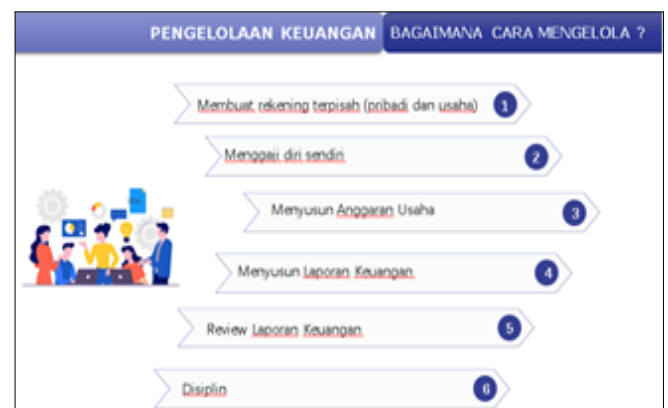 PENGELOLAAN KEUANGAN BAGAIMANA CARA MENGELOLA ?
Membuat rekening terpisah (pribadi dan usaha) 1
Menggaji diri sendiri 2
Menyusun Anggaran Usaha 3
Menyusun Laporan Keuangan 4
Review Laporan Keuangan 5
Disiplin 6